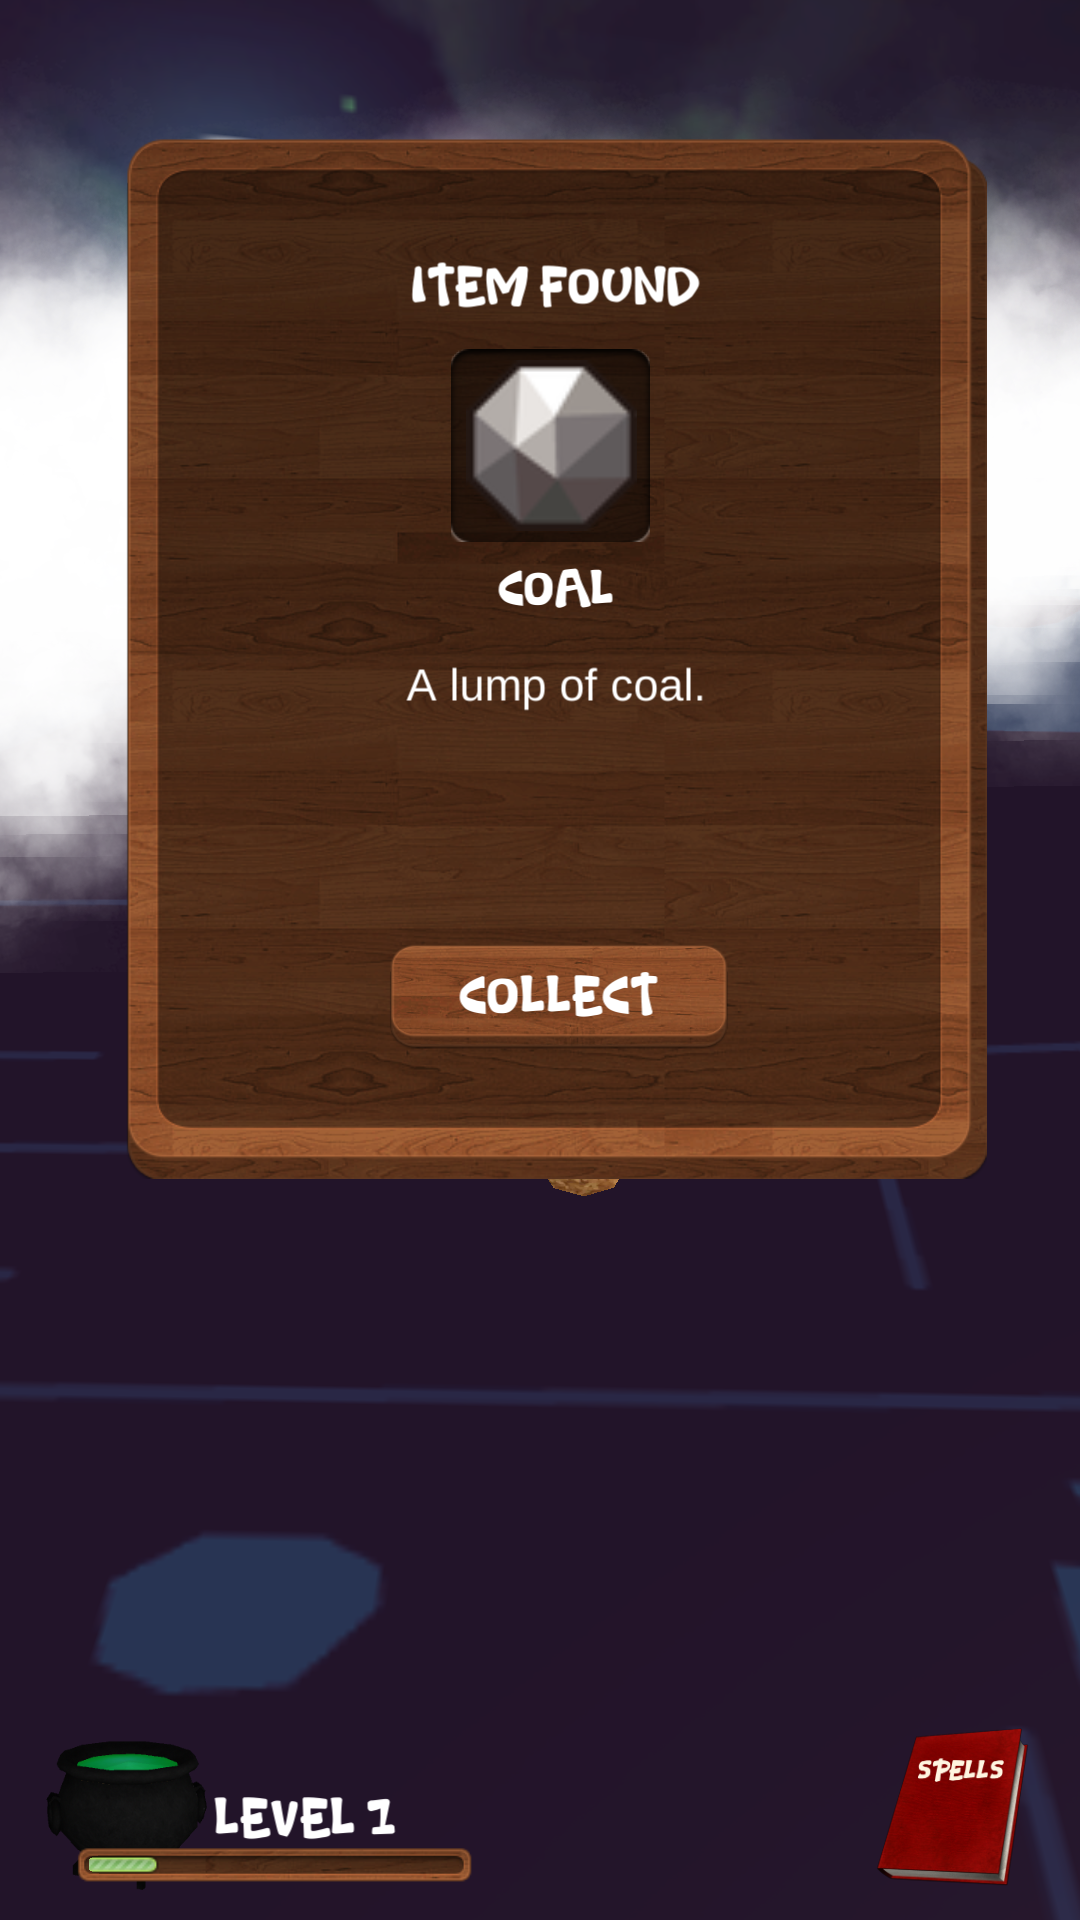 ITEM FOUND
COAL
A lump of coal.
COLLECT
SPELLS
LEVEL 1